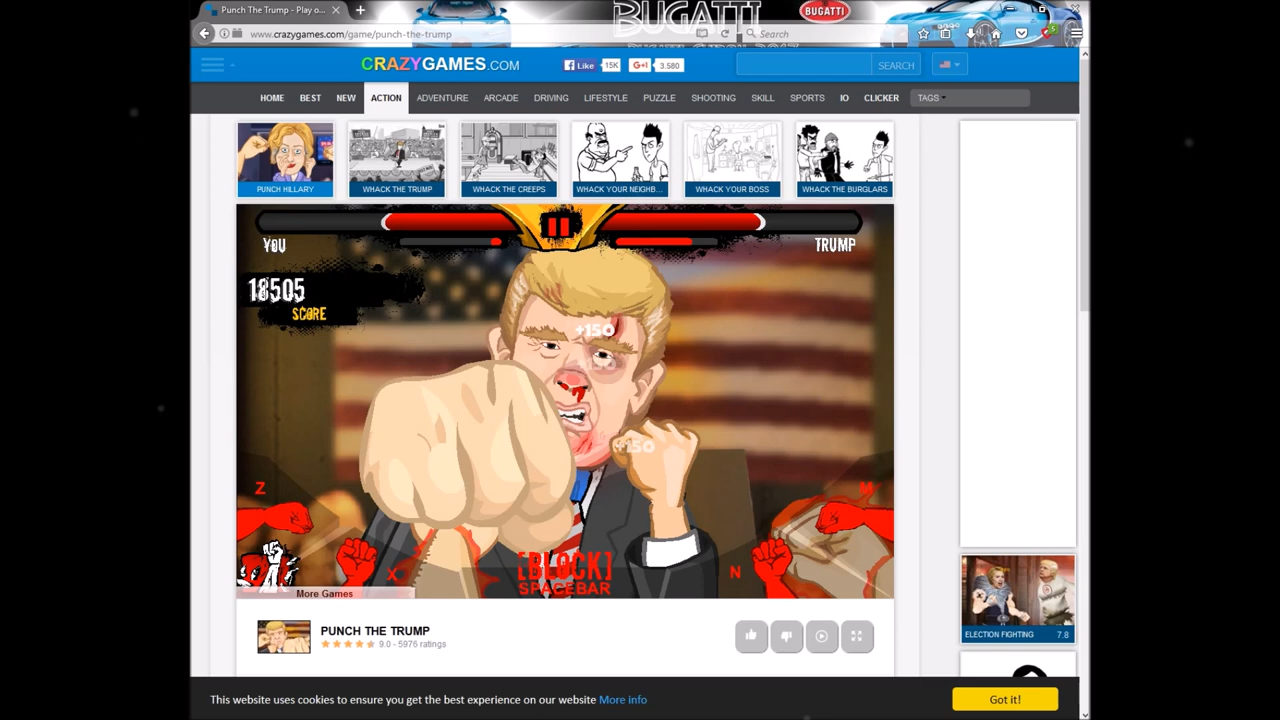 Punch The Trump - Play o...
BUGATTI
BUGATTI
www.crazygames.com/game/punch-the-trump
Search
5
CRAZYGAMES.COM
Like
15K
G+1
3.580
SEARCH
HOME
BEST
NEW
ACTION
ADVENTURE
ARCADE
DRIVING
LIFESTYLE
PUZZLE
SHOOTING
SKILL
SPORTS
IO
CLICKER
TAGS
PUNCH HILLARY
WHACK THE TRUMP
WHACK THE CREEPS
WHACK YOUR NEIGHB...
WHACK YOUR BOSS
WHACK THE BURGLARS
YOU
TRUMP
18505
SCORE
+150
+150
Z
M
X
N
[BLOCK]
SPACEBAR
More Games
PUNCH THE TRUMP
9.0 - 5976 ratings
ELECTION FIGHTING
7.8
This website uses cookies to ensure you get the best experience on our website More info
Got it!